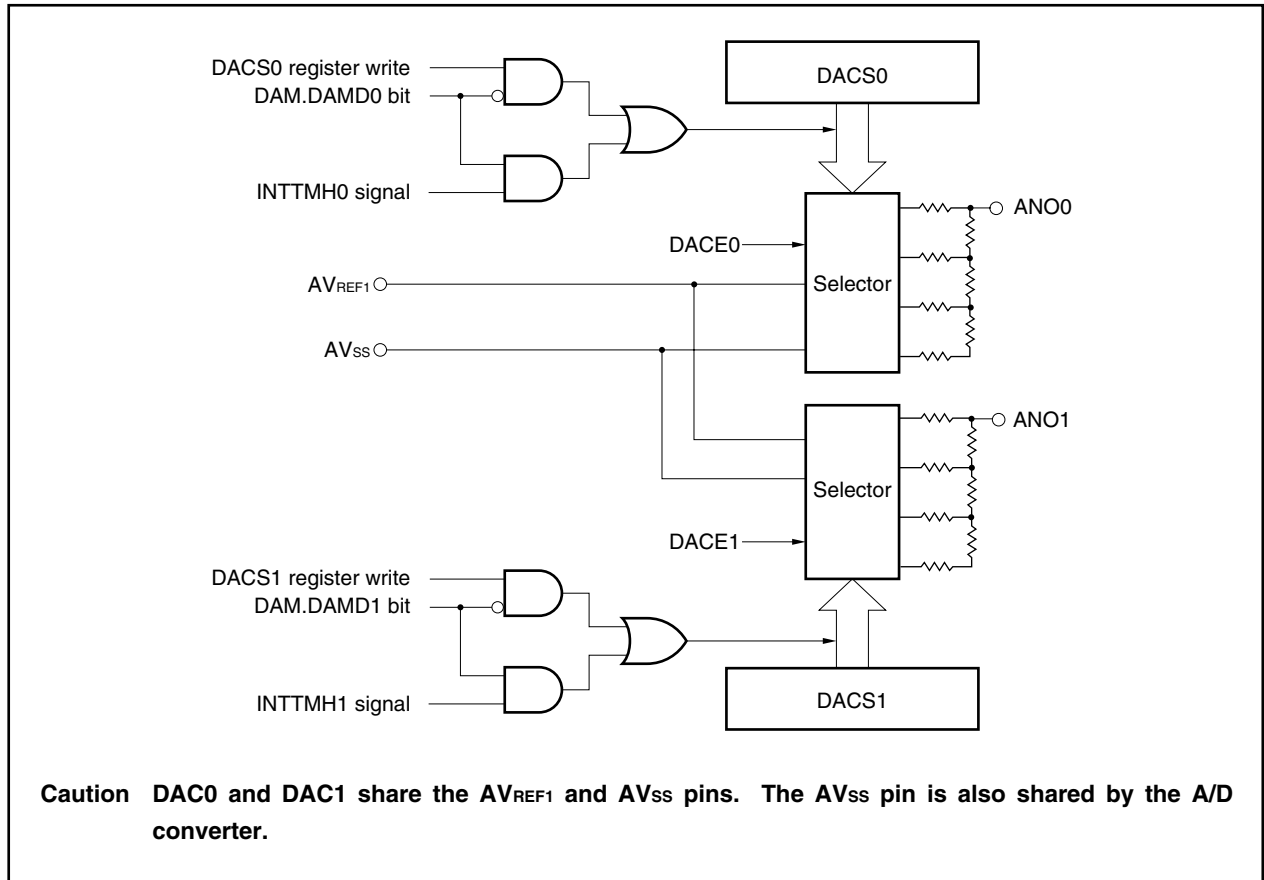 DACS0 register write
DAM.DAMD0 bit
INTTMH0 signal
DACS0
DACE0
AVREF1
AVSS
Selector
ANO0
Selector
ANO1
DACE1
DACS1 register write
DAM.DAMD1 bit
INTTMH1 signal
DACS1
Caution DAC0 and DAC1 share the AVREF1 and AVSS pins. The AVSS pin is also shared by the A/D
converter.